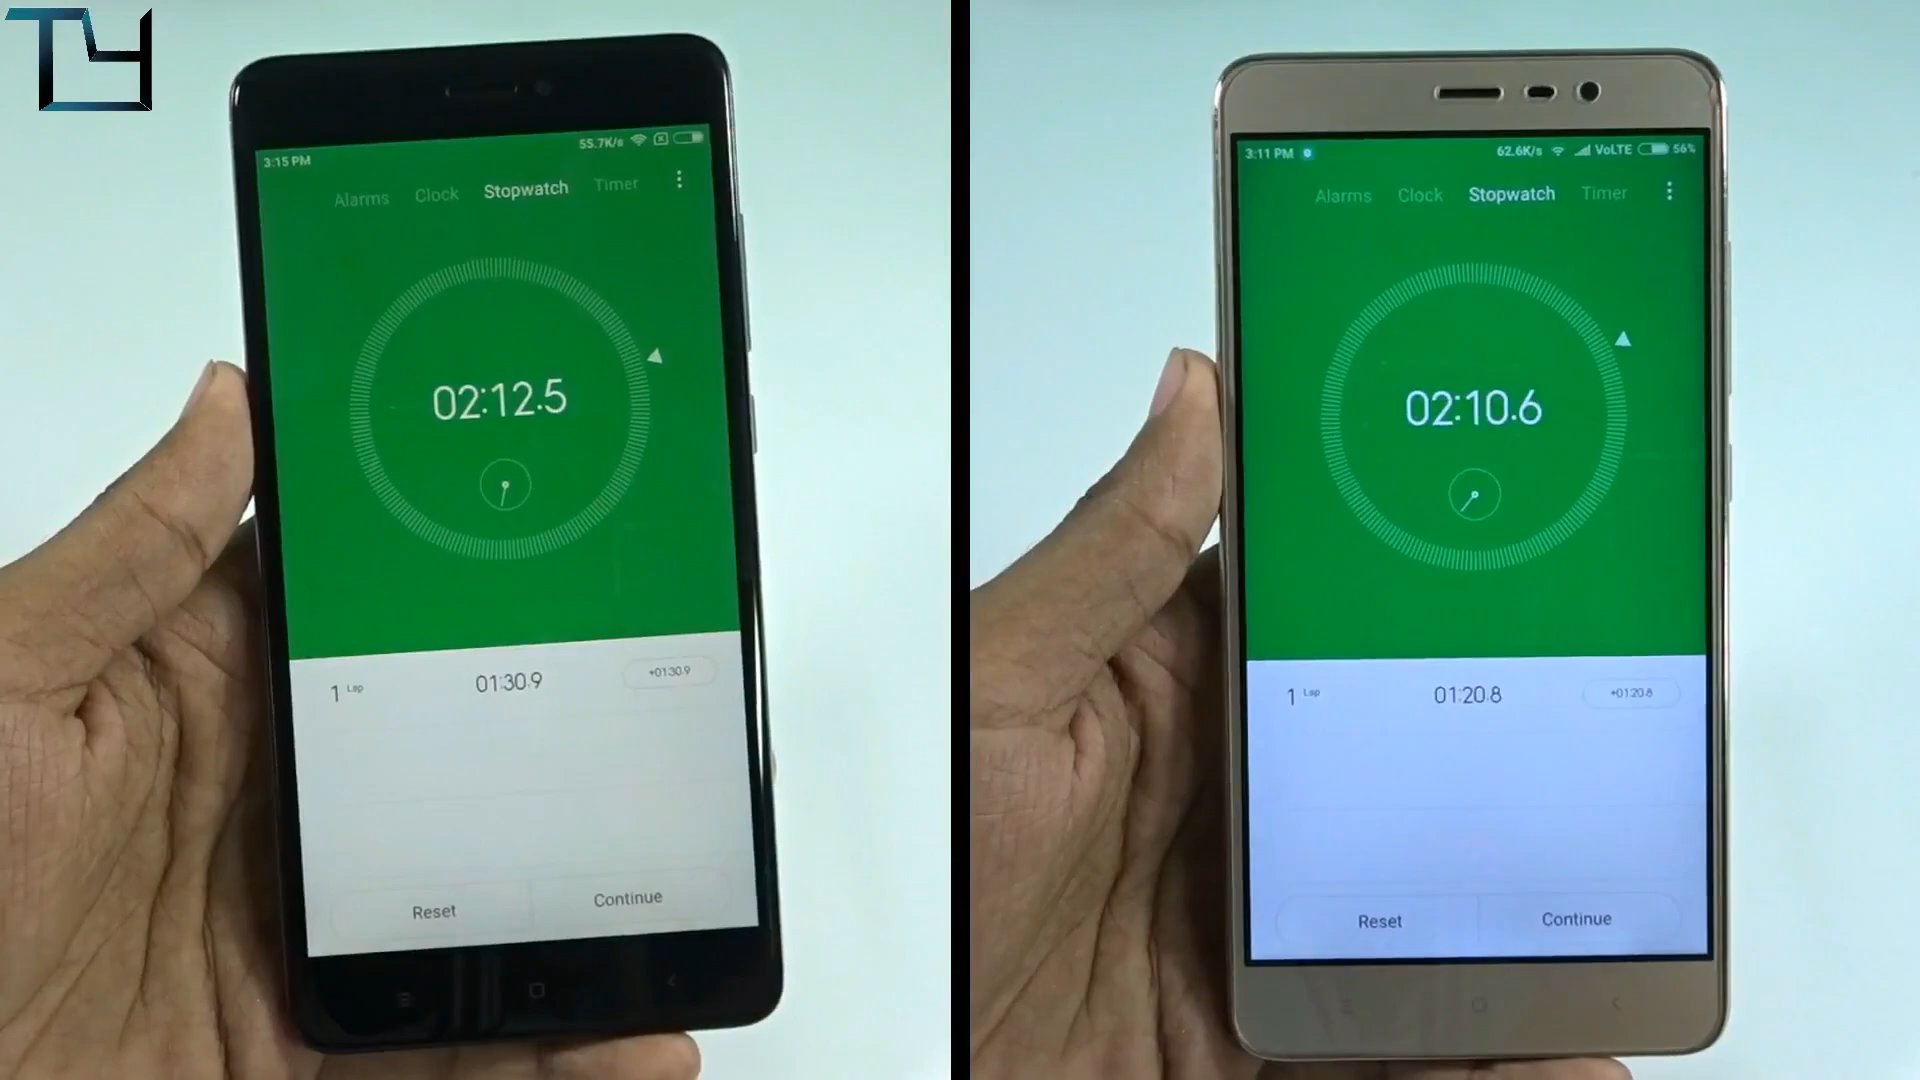 TY
3:15 PM 55.7K/s
Alarms Clock Stopwatch Timer
02:12.5
1 Lap 01:30.9 +01:30.9
Reset Continue
3:11 PM 62.6K/s VoLTE 56%
Alarms Clock Stopwatch Timer
02:10.6
1 Lap 01:20.8 +01:20.8
Reset Continue